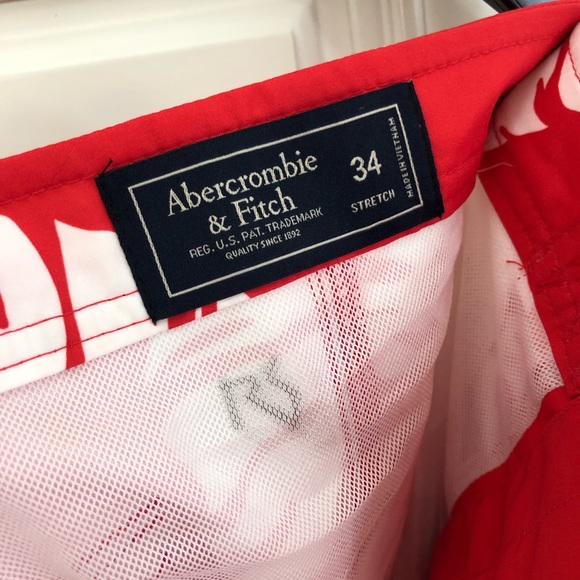 Abercrombie
& Fitch
REG. U.S. PAT. TRADEMARK
QUALITY SINCE 1892
34
STRETCH
MADE IN VIETNAM